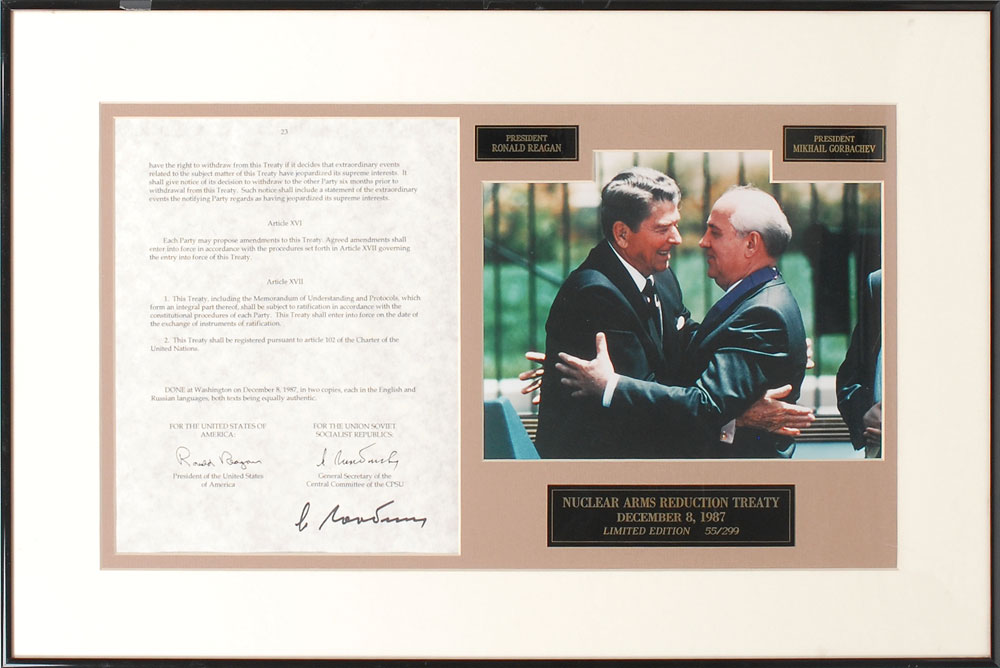 23
have the right to withdraw from this Treaty if it decides that extraordinary events
related to the subject matter of this Treaty have jeopardized its supreme interests. It
shall give notice of its decision to withdraw to the other Party six months prior to
withdrawal from this Treaty. Such notice shall include a statement of the extraordinary
events the notifying Party regards as having jeopardized its supreme interests.
Article XVI
Each Party may propose amendments to this Treaty. Agreed amendments shall
enter into force in accordance with the procedures set forth in Article XVII governing
the entry into force of this Treaty.
Article XVII
1. This Treaty, including the Memorandum of Understanding and Protocols, which
form an integral part thereof, shall be subject to ratification in accordance with the
constitutional procedures of each Party. This Treaty shall enter into force on the date of
the exchange of instruments of ratification.
2. This Treaty shall be registered pursuant to article 102 of the Charter of the
United Nations.
DONE at Washington on December 8, 1987, in two copies, each in the English and
Russian languages, both texts being equally authentic.
FOR THE UNITED STATES OF
AMERICA:
Ronald Reagan
President of the United States
of America
FOR THE UNION SOVIET
SOCIALIST REPUBLICS:
General Secretary of the
Central Committee of the CPSU
PRESIDENT
RONALD REAGAN
PRESIDENT
MIKHAIL GORBACHEV
NUCLEAR ARMS REDUCTION TREATY
DECEMBER 8, 1987
LIMITED EDITION 55/299